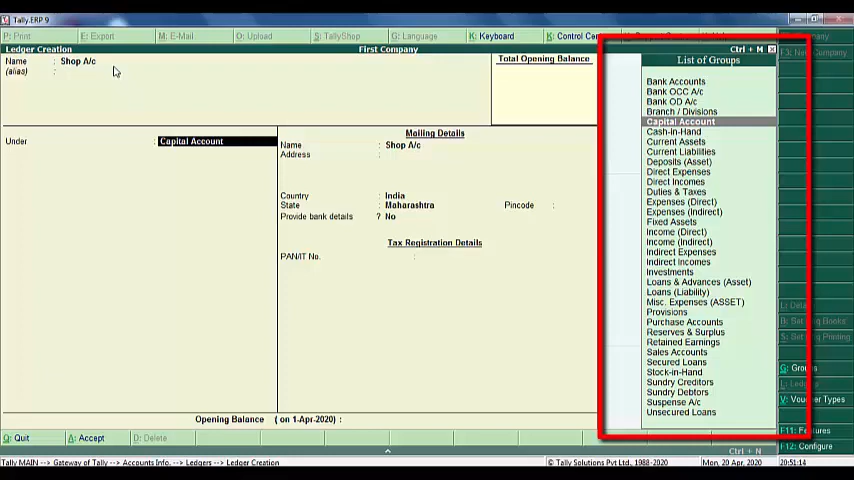 Tally.ERP 9
P: Print E: Export M: E-Mail O: Upload S: TallyShop G: Language K: Keyboard K: Control Cen
Ledger Creation First Company Ctrl + M
Name : Shop A/c
(alias) :
Total Opening Balance
Under : Capital Account
Mailing Details
Name : Shop A/c
Address :
Country : India
State : Maharashtra Pincode :
Provide bank details ? No
Tax Registration Details
PAN/IT No. :
Opening Balance ( on 1-Apr-2020) :
List of Groups
Bank Accounts
Bank OCC A/c
Bank OD A/c
Branch / Divisions
Capital Account
Cash-in-Hand
Current Assets
Current Liabilities
Deposits (Asset)
Direct Expenses
Direct Incomes
Duties & Taxes
Expenses (Direct)
Expenses (Indirect)
Fixed Assets
Income (Direct)
Income (Indirect)
Indirect Expenses
Indirect Incomes
Investments
Loans & Advances (Asset)
Loans (Liability)
Misc. Expenses (ASSET)
Provisions
Purchase Accounts
Reserves & Surplus
Retained Earnings
Sales Accounts
Secured Loans
Stock-in-Hand
Sundry Creditors
Sundry Debtors
Suspense A/c
Unsecured Loans
G: Groups
V: Voucher Types
F11: Features
F12: Configure
Q: Quit A: Accept D: Delete
Ctrl + N
Tally MAIN --> Gateway of Tally --> Accounts Info. --> Ledgers --> Ledger Creation © Tally Solutions Pvt Ltd., 1988-2020 Mon, 20 Apr, 2020 20:51:14